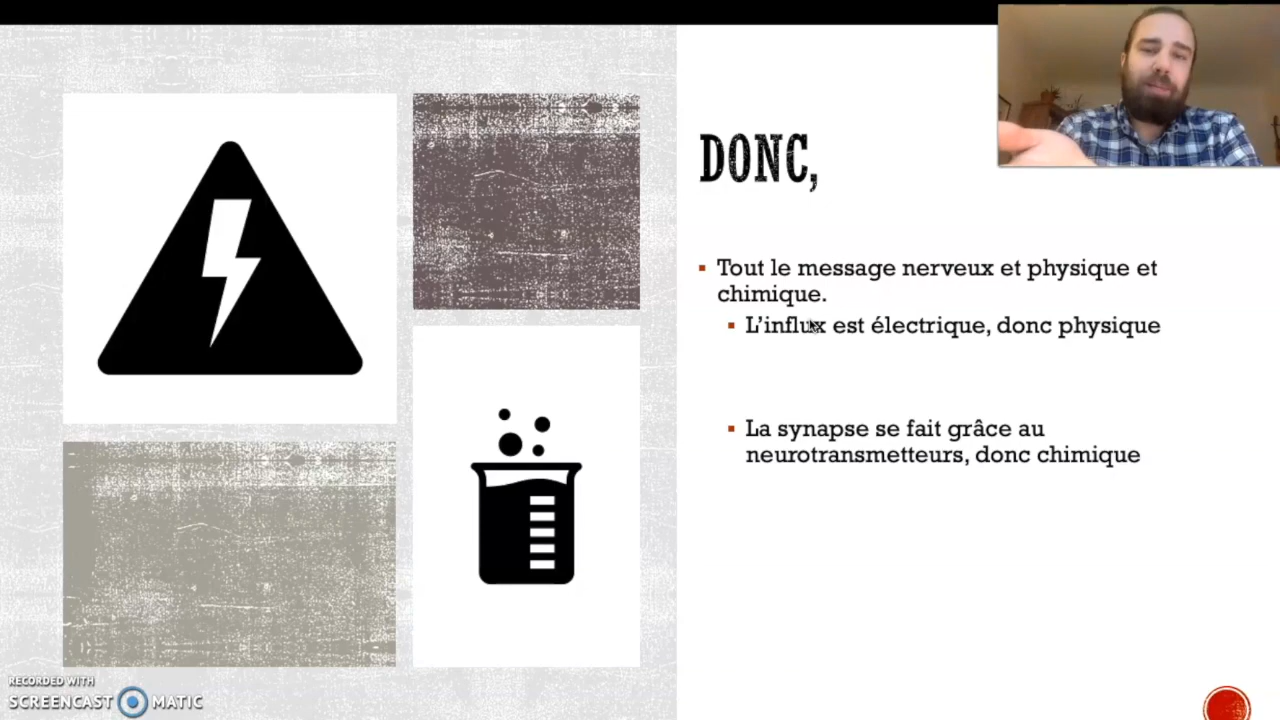 DONC,
Tout le message nerveux et physique et
chimique.
L'influx est électrique, donc physique
La synapse se fait grâce au
neurotransmetteurs, donc chimique
RECORDED WITH
SCREENCAST MATIC